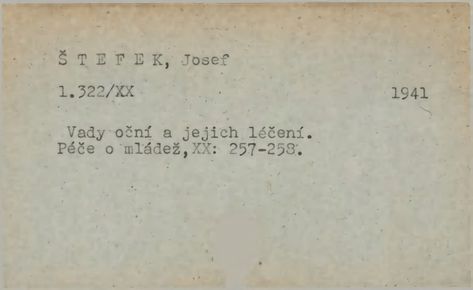 Š T E F E K, Josef
1.322/XX 1941
Vady oční a jejich léčení.
Péče o mládež,XX: 257-258.